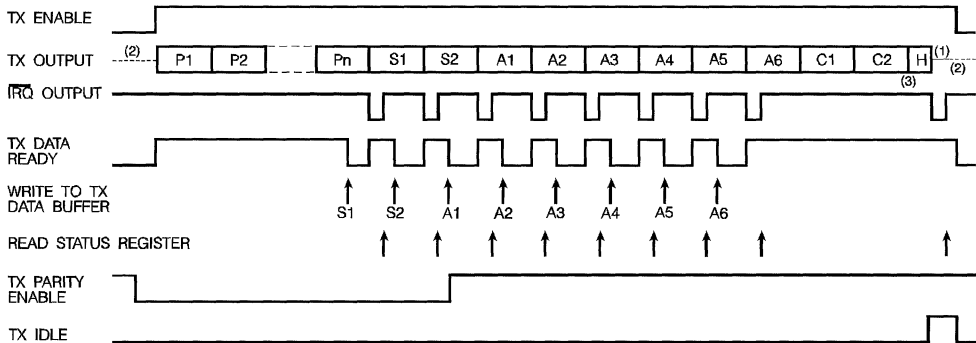 TX ENABLE
(2)
TX OUTPUT P1 P2 Pn S1 S2 A1 A2 A3 A4 A5 A6 C1 C2 H (1)
(3) (2)
IRQ OUTPUT
TX DATA
READY
WRITE TO TX
DATA BUFFER
S1 S2 A1 A2 A3 A4 A5 A6
READ STATUS REGISTER
TX PARITY
ENABLE
TX IDLE